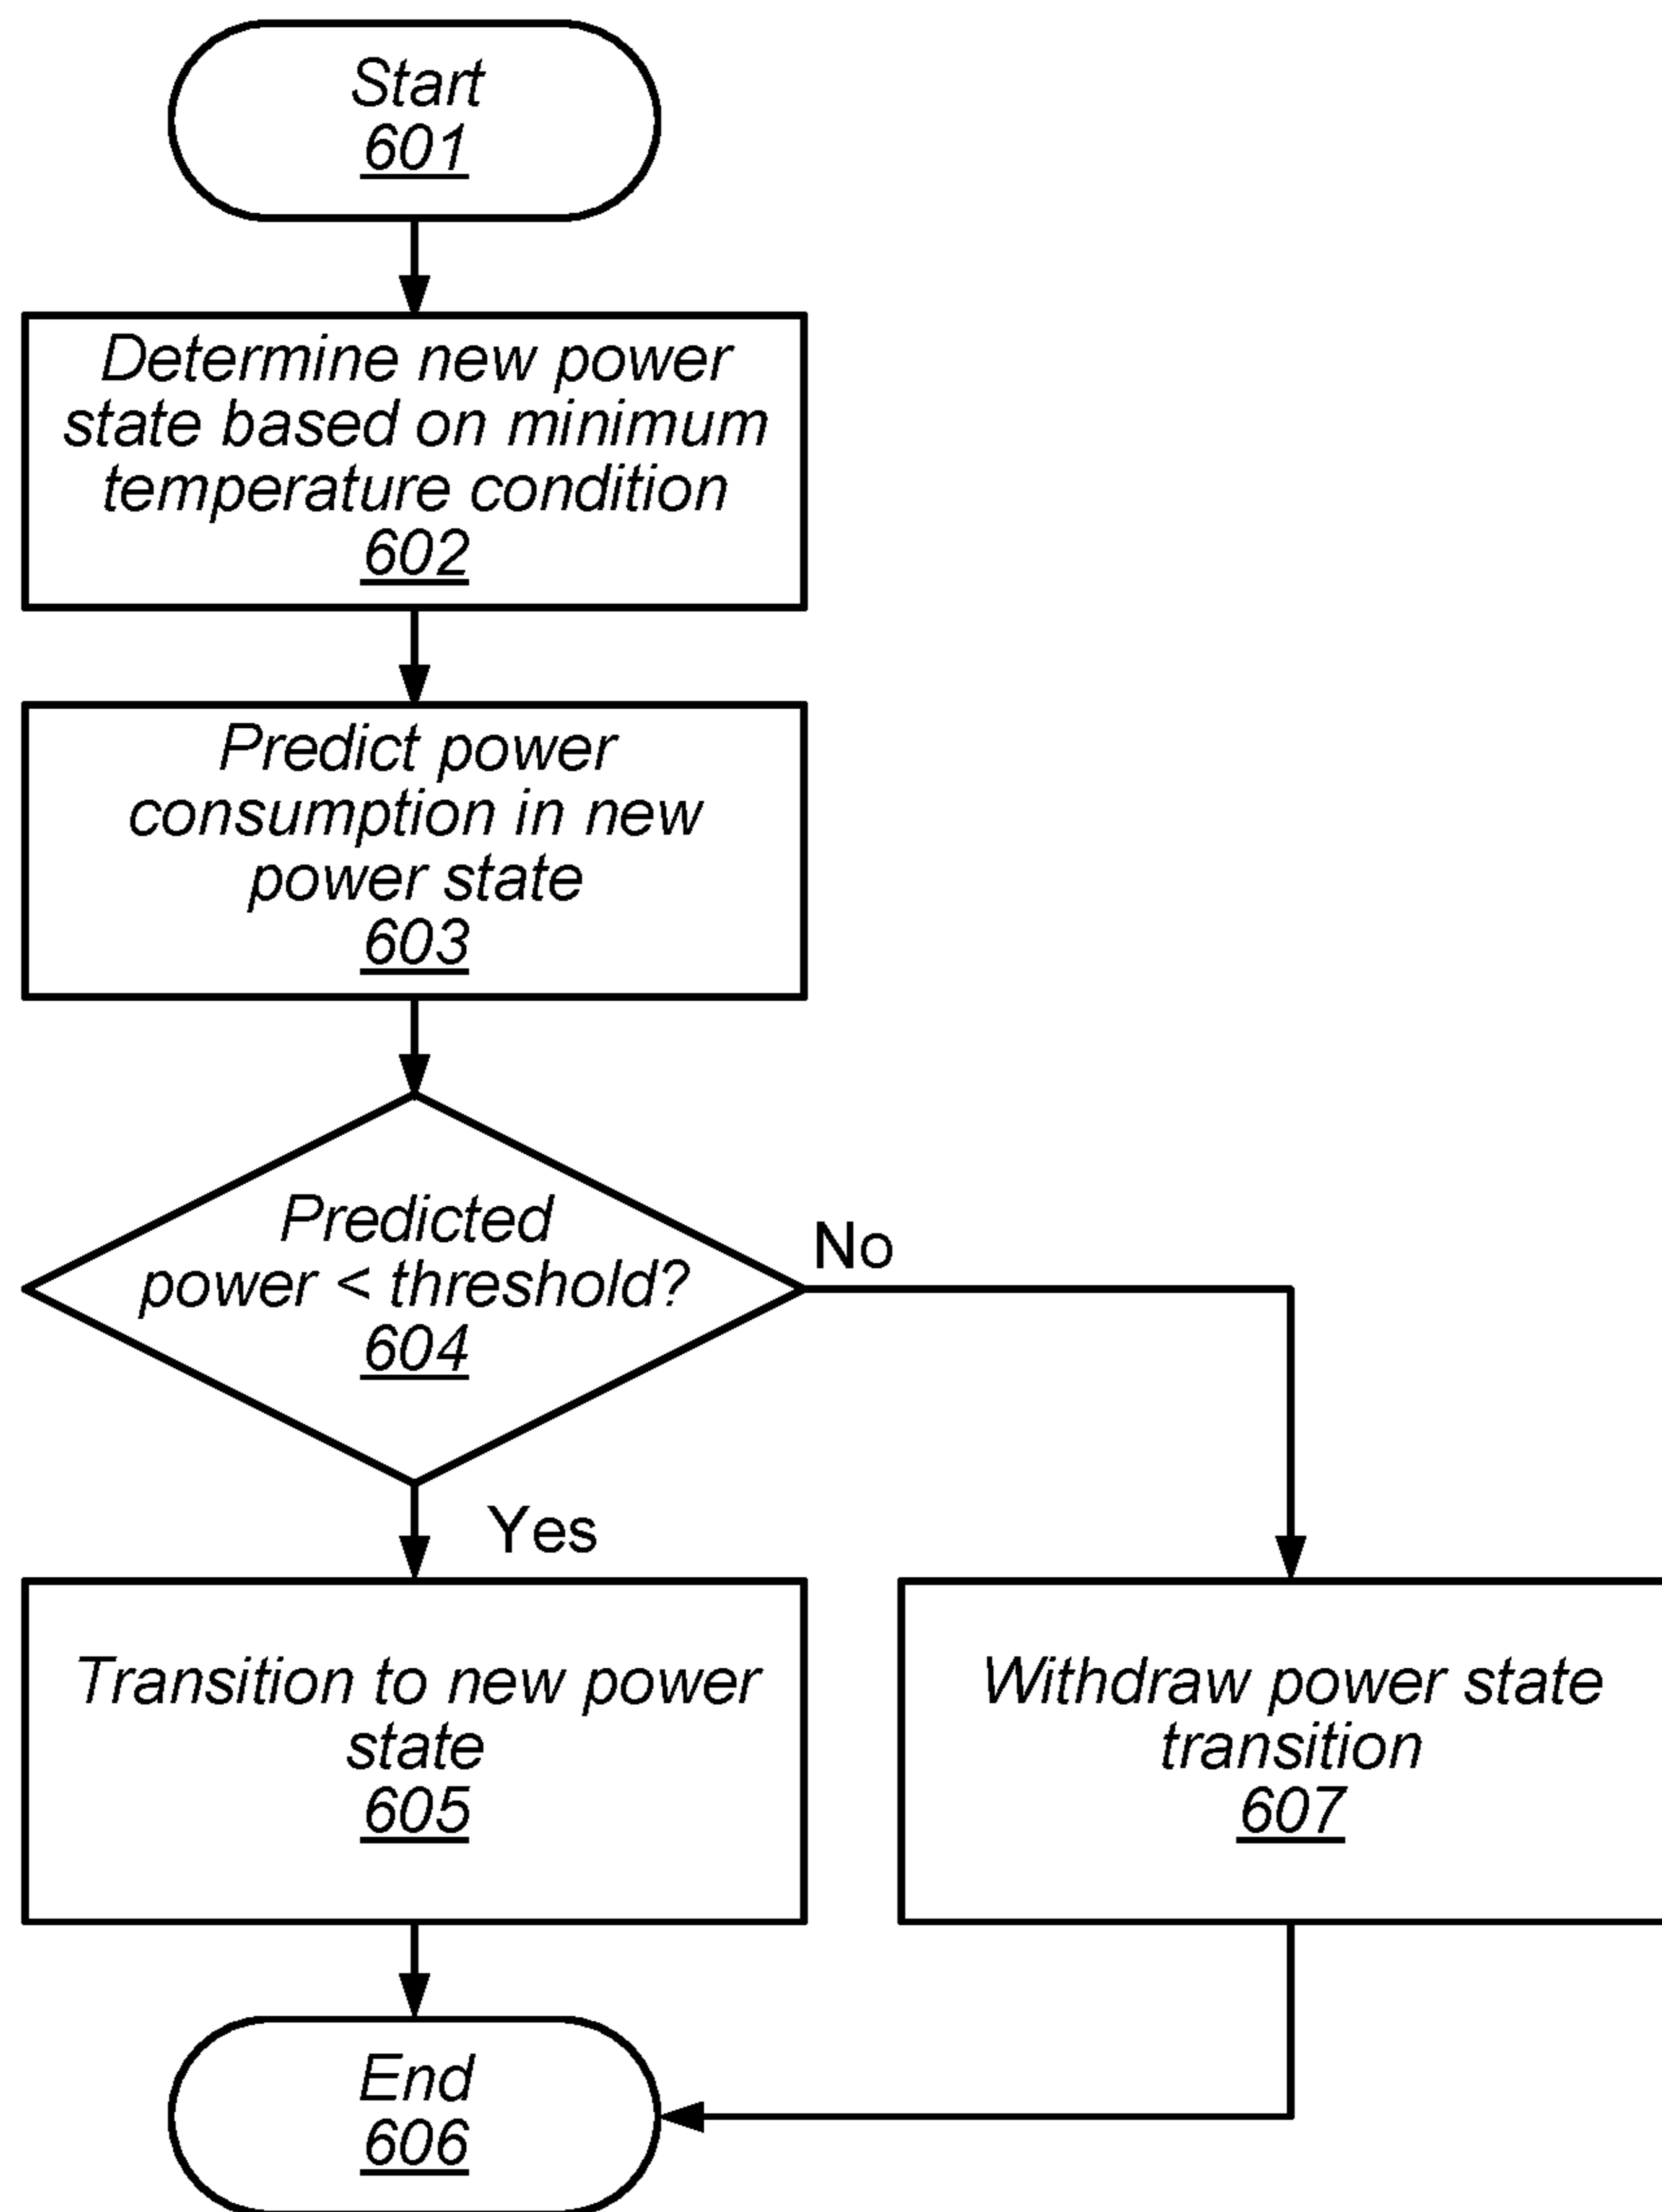 Start
601
Determine new power
state based on minimum
temperature condition
602
Predict power
consumption in new
power state
603
Predicted
power < threshold?
604
No
Yes
Transition to new power
state
605
Withdraw power state
transition
607
End
606